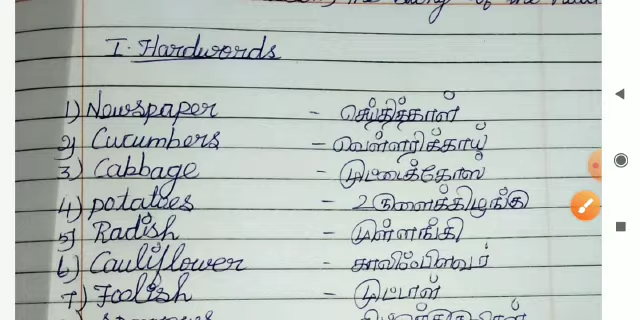 the
I. Hardwords
1) Newspaper - செய்தித்தாள்
2) Cucumbers - வெள்ளரிக்காய்
3) Cabbage - முட்டைக்கோஸ்
4) potatoes - உருளைக்கிழங்கு
5) Radish - முள்ளங்கி
6) Cauliflower - காலிஃபிளவர்
7) Foolish - முட்டாள்